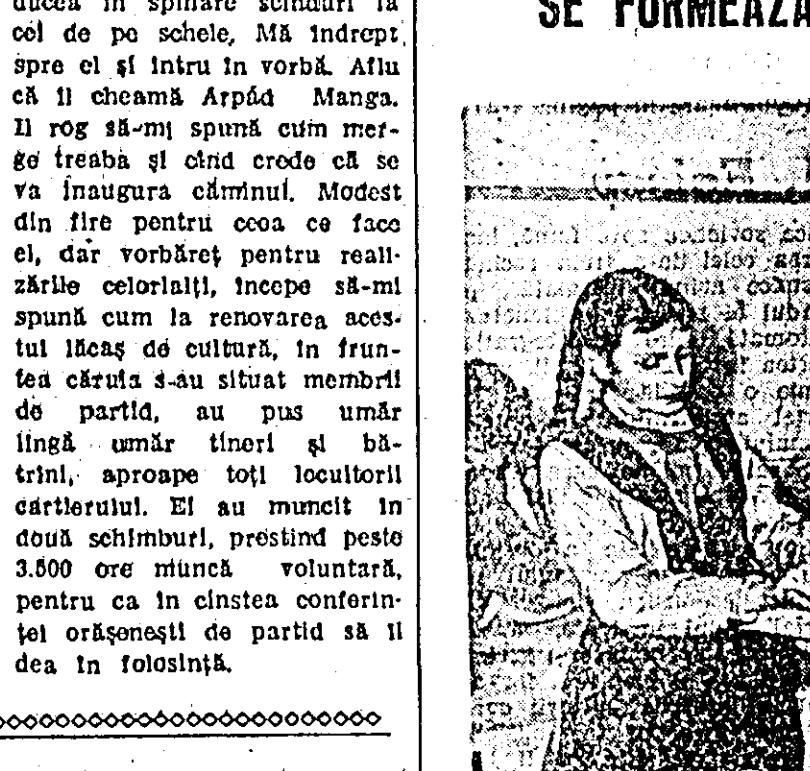 ducea în spinare scînduri la
cei de pe schele. Mă îndrept
spre el și intru în vorbă. Aflu
că îl cheamă Arpád Manga.
Îl rog să-mi spună cum mer-
ge treaba și cînd crede că se
va inaugura căminul. Modest
din fire pentru ceea ce face
el, dar vorbăreț pentru reali-
zările celorlalți, începe să-mi
spună cum la renovarea aces-
tui lăcaș de cultură, în frun-
tea căruia s-au situat membrii
de partid, au pus umăr
lîngă umăr tineri și bă-
trîni, aproape toți locuitorii
cartierului. Ei au muncit în
două schimburi, prestînd peste
3.500 ore muncă voluntară,
pentru ca în cinstea conferin-
ței orășenești de partid să îl
dea în folosință.
SE FORMEAZĂ